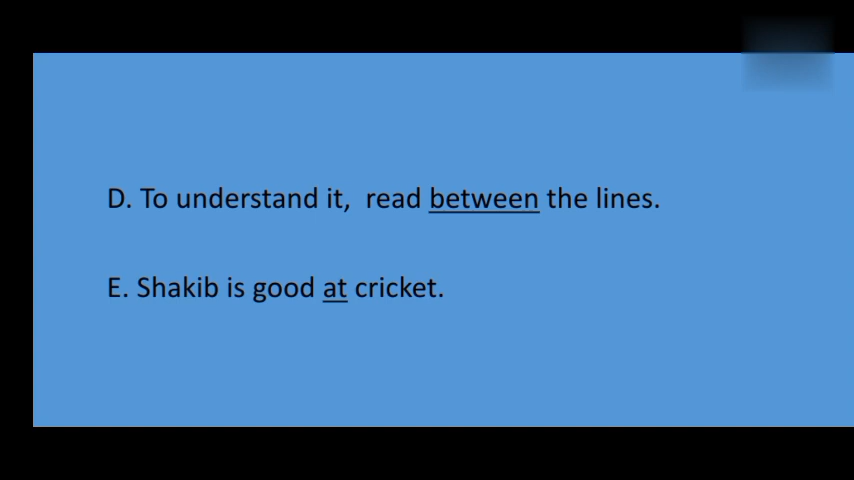 D. To understand it, read between the lines.
E. Shakib is good at cricket.